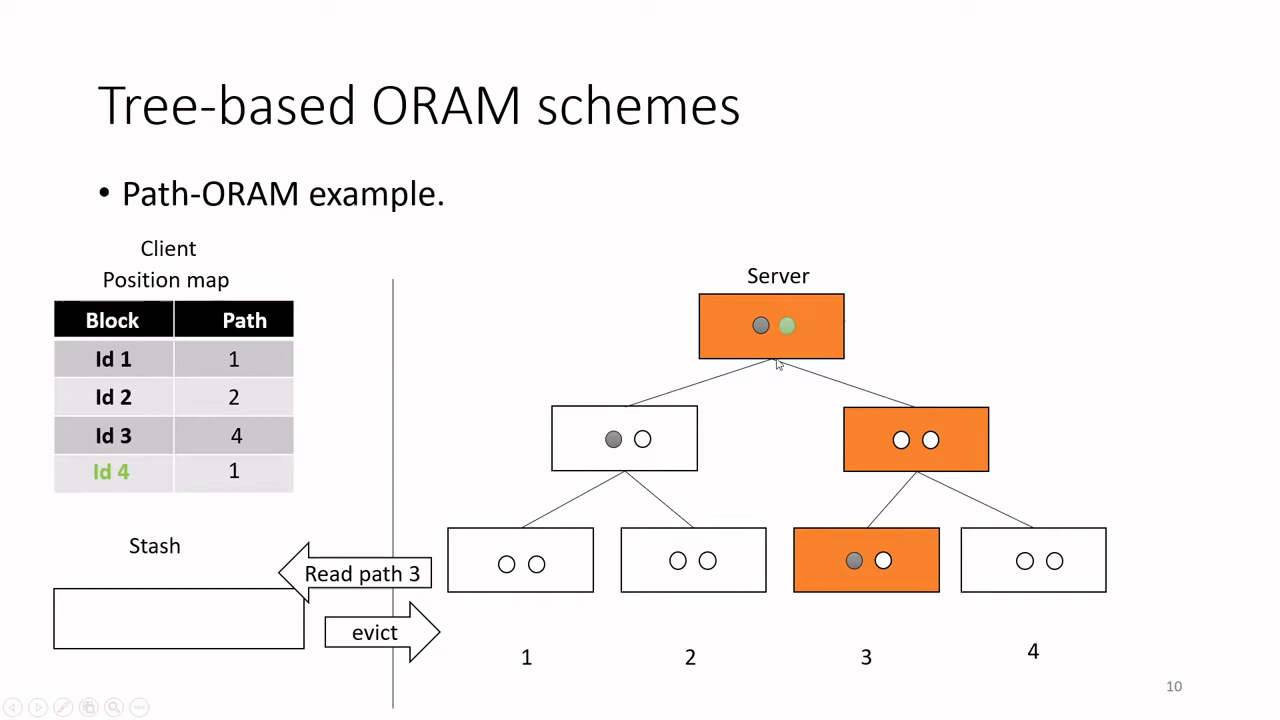 Tree-based ORAM schemes
• Path-ORAM example.
Client
Position map
Block Path
Id 1 1
Id 2 2
Id 3 4
Id 4 1
Stash
Read path 3
evict
Server
1 2 3 4
10